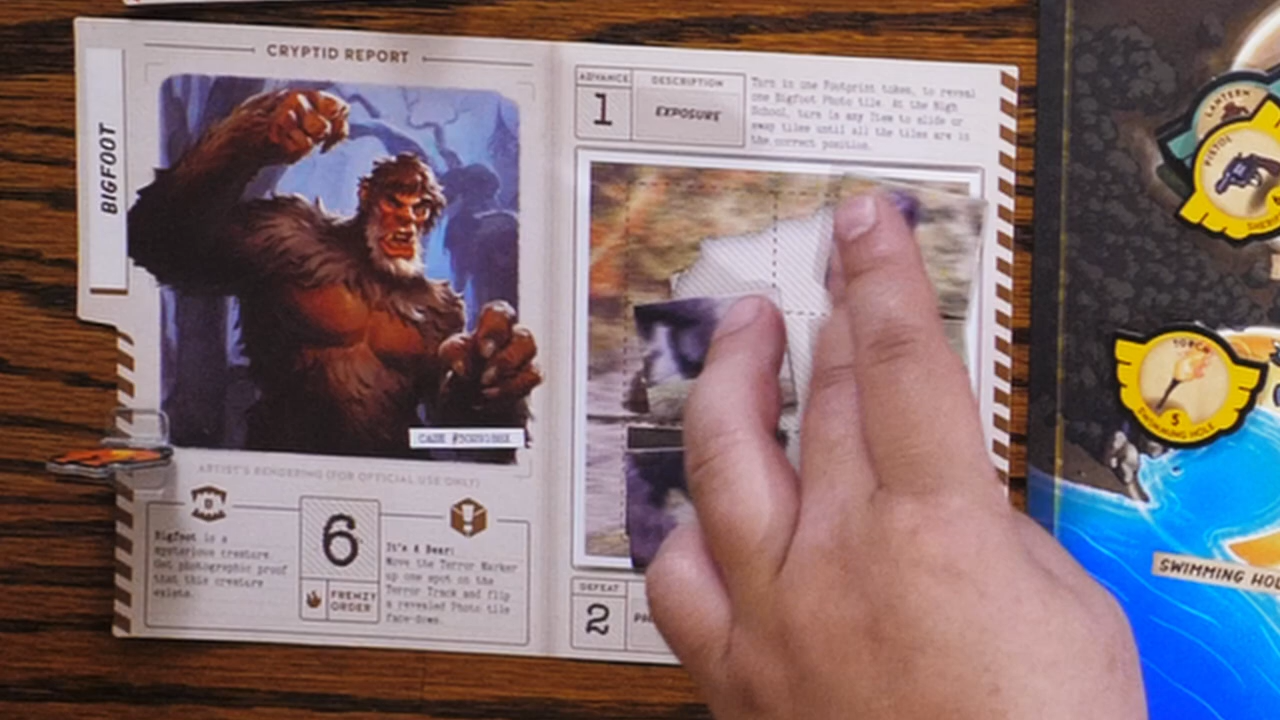 CRYPTID REPORT
BIGFOOT
CASE
ARTIST'S RENDERING (FOR OFFICIAL USE ONLY)
Bigfoot is a
mysterious creature
Get photographic proof
that this creature
exists.
6
FRENZY
ORDER
It's A Bear!
Move the Terror Marker
up one spot on the
Terror Track and flip
a revealed Photo tile
face-down.
ADVANCE
1
DESCRIPTION
EXPOSURE
Turn in one Footprint token, to reveal
one Bigfoot Photo tile. At the High
School, turn in any Item to slide or
sway tiles until all the tiles are in
the correct position.
DEFEAT
2
LANTERN
PISTOL
TORCH
5
SWIMMING HOLE
SWIMMING HO